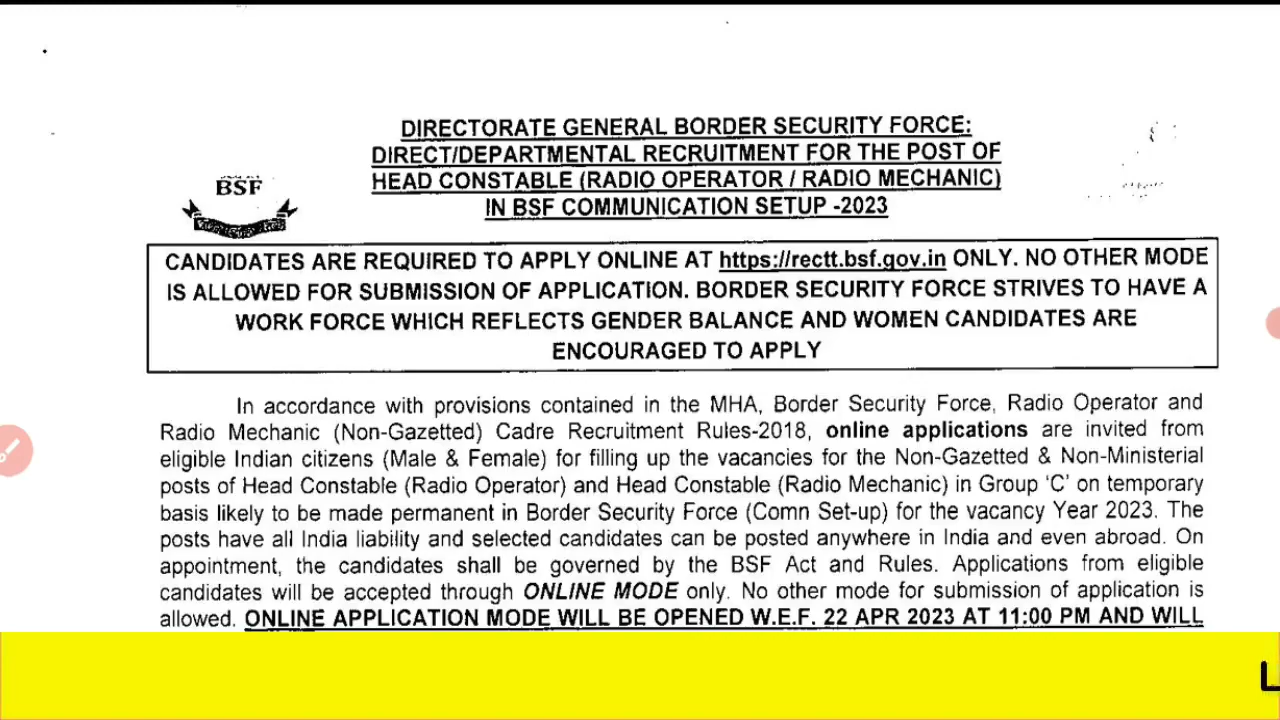 DIRECTORATE GENERAL BORDER SECURITY FORCE:
DIRECT/DEPARTMENTAL RECRUITMENT FOR THE POST OF
HEAD CONSTABLE (RADIO OPERATOR / RADIO MECHANIC)
IN BSF COMMUNICATION SETUP -2023
BSF
CANDIDATES ARE REQUIRED TO APPLY ONLINE AT https://rectt.bsf.gov.in ONLY. NO OTHER MODE
IS ALLOWED FOR SUBMISSION OF APPLICATION. BORDER SECURITY FORCE STRIVES TO HAVE A
WORK FORCE WHICH REFLECTS GENDER BALANCE AND WOMEN CANDIDATES ARE
ENCOURAGED TO APPLY
In accordance with provisions contained in the MHA, Border Security Force, Radio Operator and
Radio Mechanic (Non-Gazetted) Cadre Recruitment Rules-2018, online applications are invited from
eligible Indian citizens (Male & Female) for filling up the vacancies for the Non-Gazetted & Non-Ministerial
posts of Head Constable (Radio Operator) and Head Constable (Radio Mechanic) in Group 'C' on temporary
basis likely to be made permanent in Border Security Force (Comn Set-up) for the vacancy Year 2023. The
posts have all India liability and selected candidates can be posted anywhere in India and even abroad. On
appointment, the candidates shall be governed by the BSF Act and Rules. Applications from eligible
candidates will be accepted through ONLINE MODE only. No other mode for submission of application is
allowed. ONLINE APPLICATION MODE WILL BE OPENED W.E.F. 22 APR 2023 AT 11:00 PM AND WILL